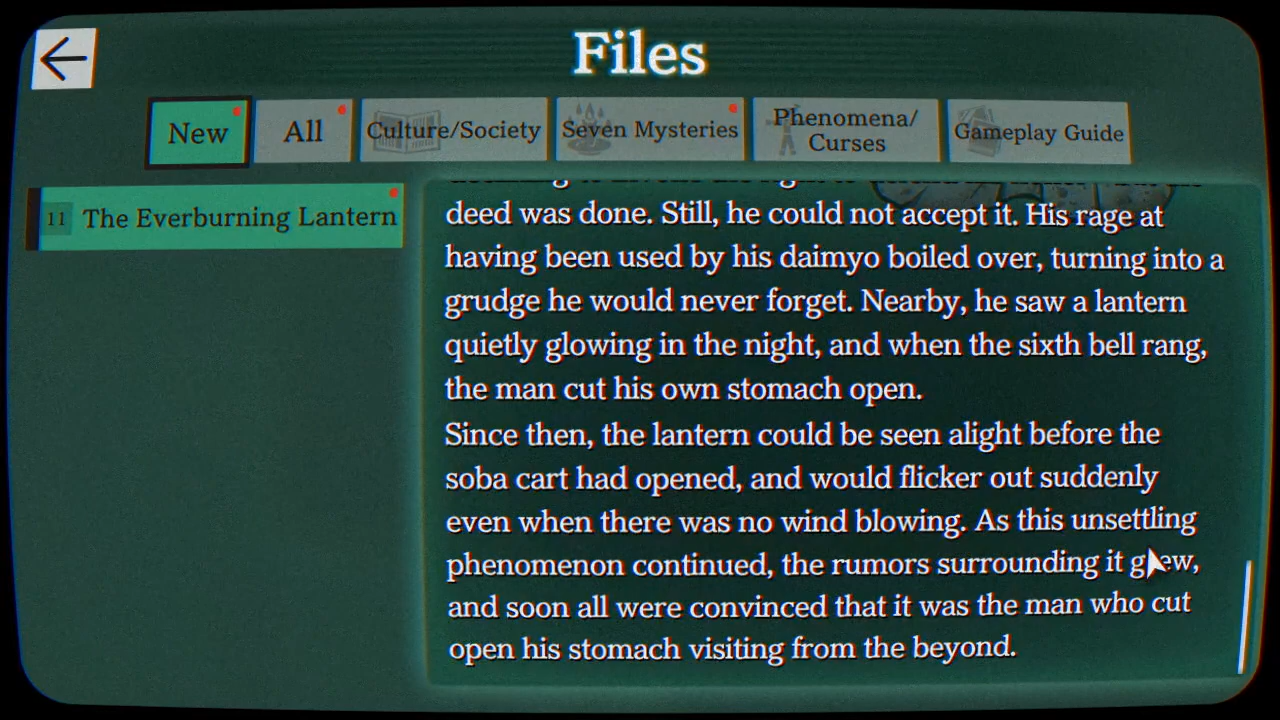 Files
New
All
Culture/Society
Seven Mysteries
Phenomena/
Curses
Gameplay Guide
11 The Everburning Lantern
deed was done. Still, he could not accept it. His rage at
having been used by his daimyo boiled over, turning into a
grudge he would never forget. Nearby, he saw a lantern
quietly glowing in the night, and when the sixth bell rang,
the man cut his own stomach open.
Since then, the lantern could be seen alight before the
soba cart had opened, and would flicker out suddenly
even when there was no wind blowing. As this unsettling
phenomenon continued, the rumors surrounding it grew,
and soon all were convinced that it was the man who cut
open his stomach visiting from the beyond.